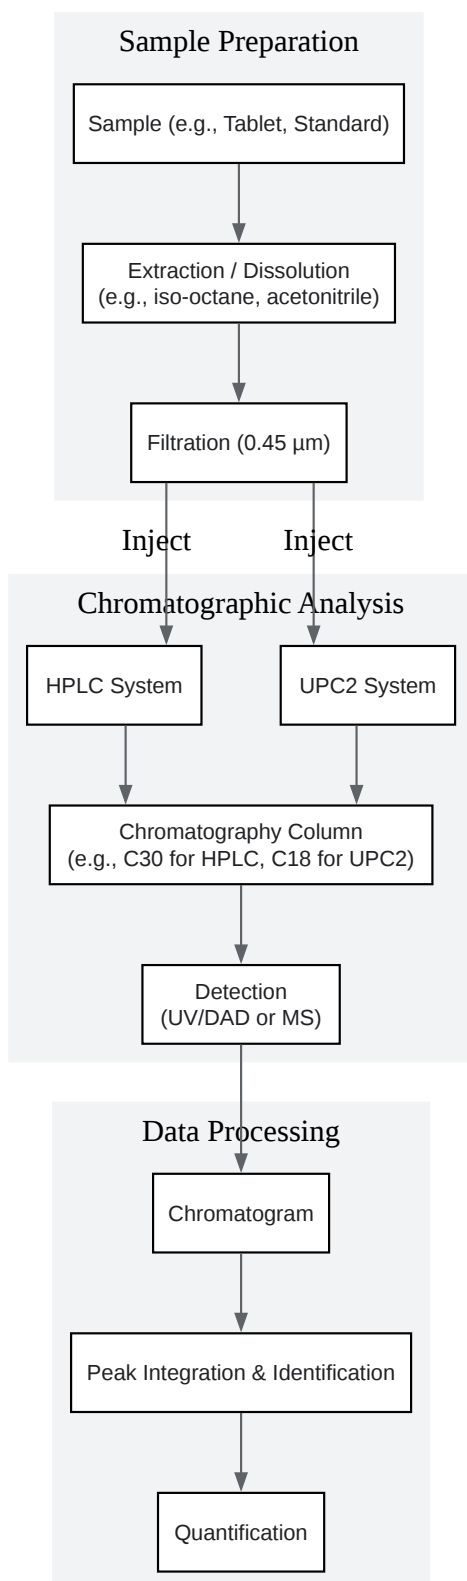 Sample Preparation
Sample (e.g., Tablet, Standard)
Extraction / Dissolution
(e.g., iso-octane, acetonitrile)
Filtration (0.45 µm)
Inject
Inject
Chromatographic Analysis
HPLC System
UPC2 System
Chromatography Column
(e.g., C30 for HPLC, C18 for UPC2)
Detection
(UV/DAD or MS)
Data Processing
Chromatogram
Peak Integration & Identification
Quantification